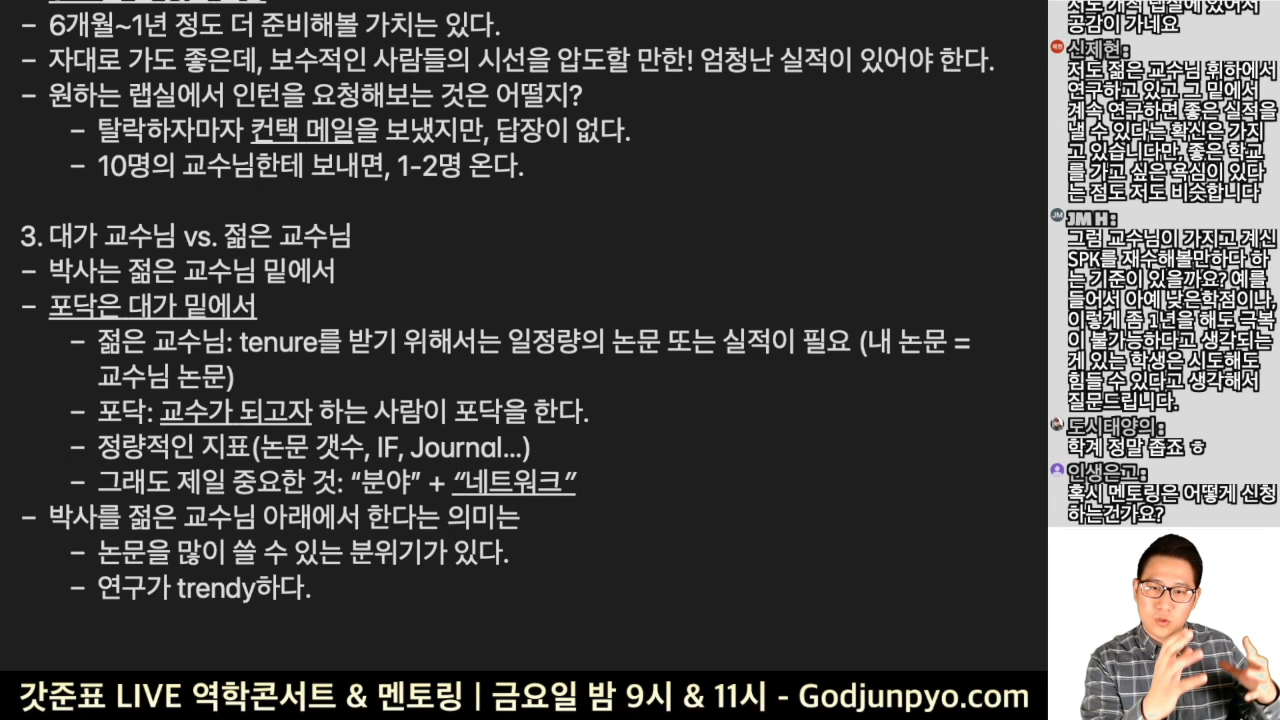 – 6개월~1년 정도 더 준비해볼 가치는 있다.
– 자대로 가도 좋은데, 보수적인 사람들의 시선을 압도할 만한! 엄청난 실적이 있어야 한다.
– 원하는 랩실에서 인턴을 요청해보는 것은 어떨지?
– 탈락하자마자 컨택 메일을 보냈지만, 답장이 없다.
– 10명의 교수님한테 보내면, 1-2명 온다.
3. 대가 교수님 vs. 젊은 교수님
– 박사는 젊은 교수님 밑에서
– 포닥은 대가 밑에서
– 젊은 교수님: tenure를 받기 위해서는 일정량의 논문 또는 실적이 필요 (내 논문 =
교수님 논문)
– 포닥: 교수가 되고자 하는 사람이 포닥을 한다.
– 정량적인 지표(논문 갯수, IF, Journal...)
– 그래도 제일 중요한 것: “분야” + “네트워크”
– 박사를 젊은 교수님 아래에서 한다는 의미는
– 논문을 많이 쓸 수 있는 분위기가 있다.
– 연구가 trendy하다.
공감이 가네요
신제현:
저도 젊은 교수님 휘하에서
연구하고 있고 그 밑에서
계속 연구하면 좋은 실적을
낼 수 있다는 확신은 가지
고 있습니다만, 좋은 학교
를 가고 싶은 욕심이 있다
는 점도 저도 비슷합니다
JM H:
그럼 교수님이 가지고 계신
SPK를 재수해볼만하다 하
는 기준이 있을까요? 예를
들어서 아예 낮은학점이나,
이렇게 좀 1년을 해도 극복
이 불가능하다고 생각되는
게 있는 학생은 시도해도
힘들 수 있다고 생각해서
질문드립니다.
도시태양의:
학계 정말 좁죠 ㅎ
인생은고:
혹시 멘토링은 어떻게 신청
하는건가요?
갓준표 LIVE 역학콘서트 & 멘토링 | 금요일 밤 9시 & 11시 - Godjunpyo.com